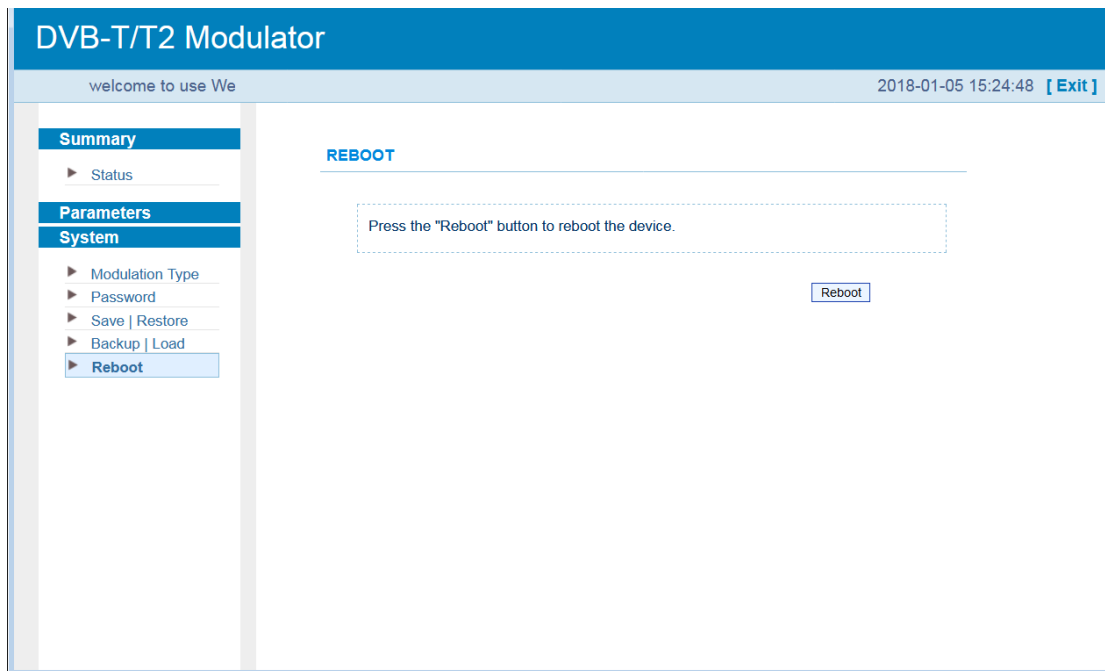 DVB-T/T2 Modulator
welcome to use We
2018-01-05 15:24:48 [ Exit ]
Summary
Status
Parameters
System
Modulation Type
Password
Save | Restore
Backup | Load
Reboot
REBOOT
Press the "Reboot" button to reboot the device.
Reboot